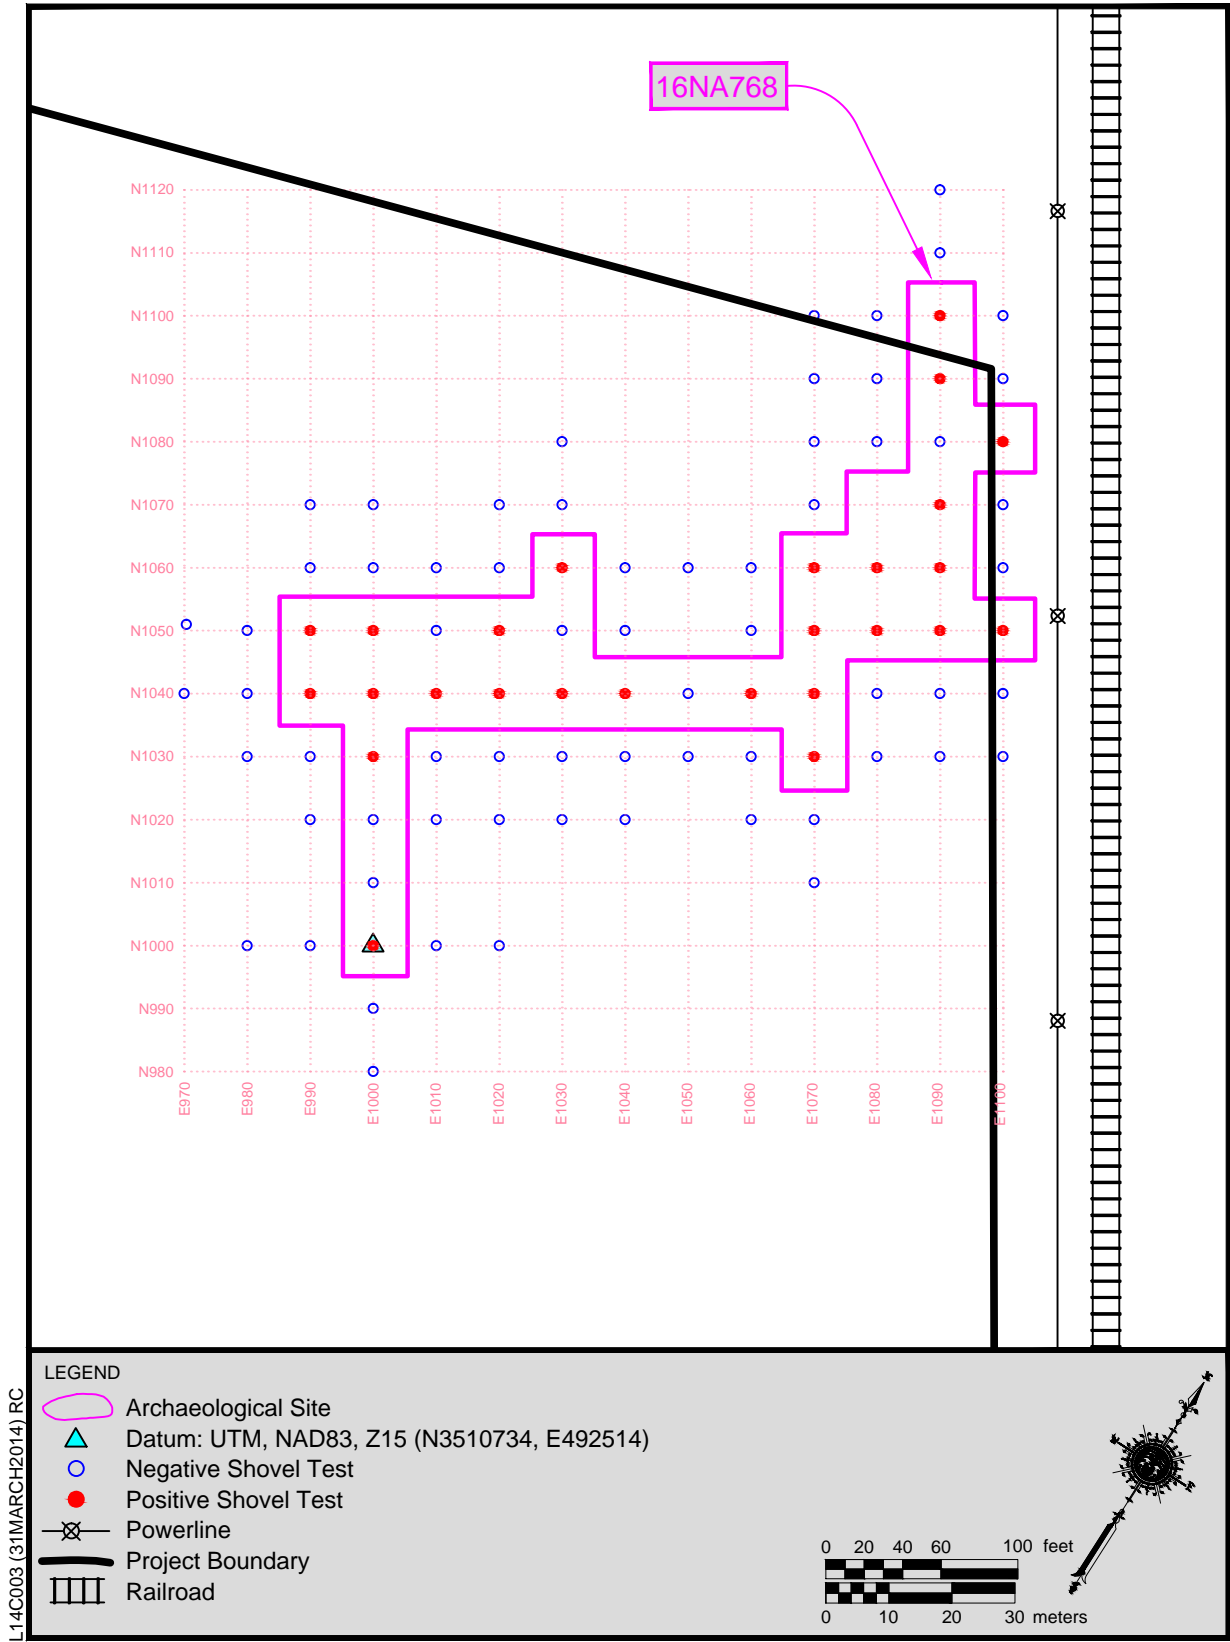 16NA768
N1120
N1110
N1100
N1090
N1080
N1070
N1060
N1050
N1040
N1030
N1020
N1010
N1000
N990
N980
E970
E980
E990
E1000
E1010
E1020
E1030
E1040
E1050
E1060
E1070
E1080
E1090
E1100
LEGEND
Archaeological Site
Datum: UTM, NAD83, Z15 (N3510734, E492514)
Negative Shovel Test
Positive Shovel Test
Powerline
Project Boundary
Railroad
0 20 40 60 100 feet
0 10 20 30 meters
L14C003 (31MARCH2014) RC